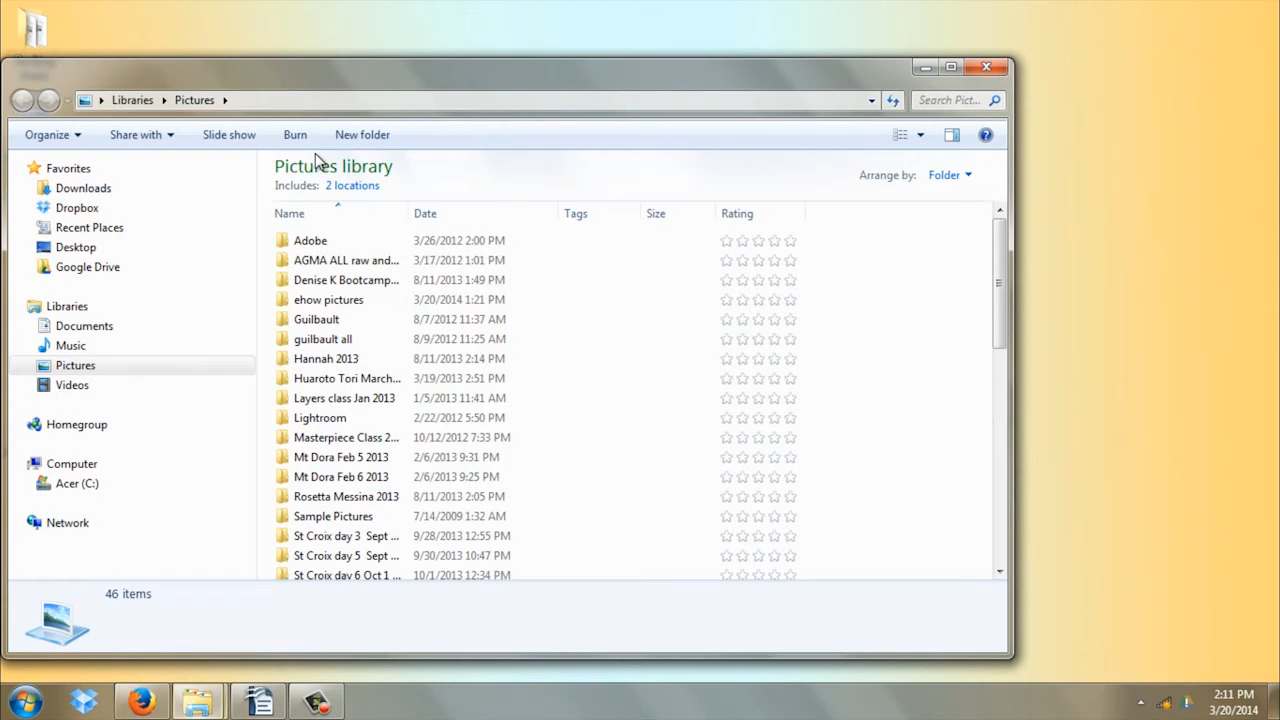 Libraries Pictures Search Pict...
Organize Share with Slide show Burn New folder
Pictures library
Includes: 2 locations
Arrange by: Folder
Favorites
Downloads
Dropbox
Recent Places
Desktop
Google Drive
Libraries
Documents
Music
Pictures
Videos
Homegroup
Computer
Acer (C:)
Network
Name Date Tags Size Rating
Adobe 3/26/2012 2:00 PM
AGMA ALL raw and... 3/17/2012 1:01 PM
Denise K Bootcamp... 8/11/2013 1:49 PM
ehow pictures 3/20/2014 1:21 PM
Guilbault 8/7/2012 11:37 AM
guilbault all 8/9/2012 11:25 AM
Hannah 2013 8/11/2013 2:14 PM
Huaroto Tori March... 3/19/2013 2:51 PM
Layers class Jan 2013 1/5/2013 11:41 AM
Lightroom 2/22/2012 5:50 PM
Masterpiece Class 2... 10/12/2012 7:33 PM
Mt Dora Feb 5 2013 2/6/2013 9:31 PM
Mt Dora Feb 6 2013 2/6/2013 9:25 PM
Rosetta Messina 2013 8/11/2013 2:05 PM
Sample Pictures 7/14/2009 1:32 AM
St Croix day 3 Sept ... 9/28/2013 12:55 PM
St Croix day 5 Sept ... 9/30/2013 10:47 PM
St Croix day 6 Oct 1 ... 10/1/2013 12:34 PM
46 items
2:11 PM
3/20/2014